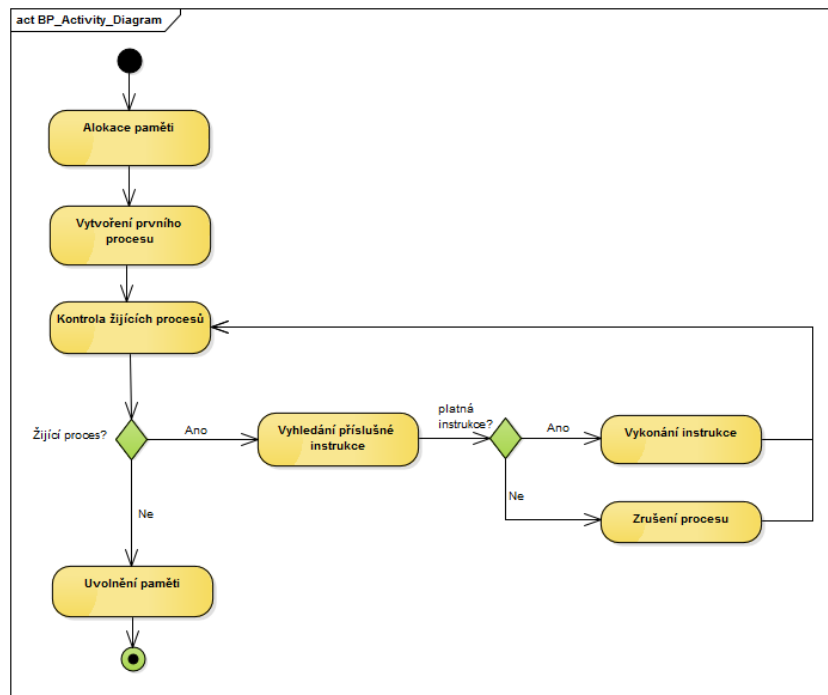 act BP_Activity_Diagram
Alokace paměti
Vytvoření prvního
procesu
Kontrola žijících procesů
Žijící proces?
Ano
Vyhledání příslušné
instrukce
platná
instrukce?
Ano
Vykonání instrukce
Ne
Zrušení procesu
Ne
Uvolnění paměti